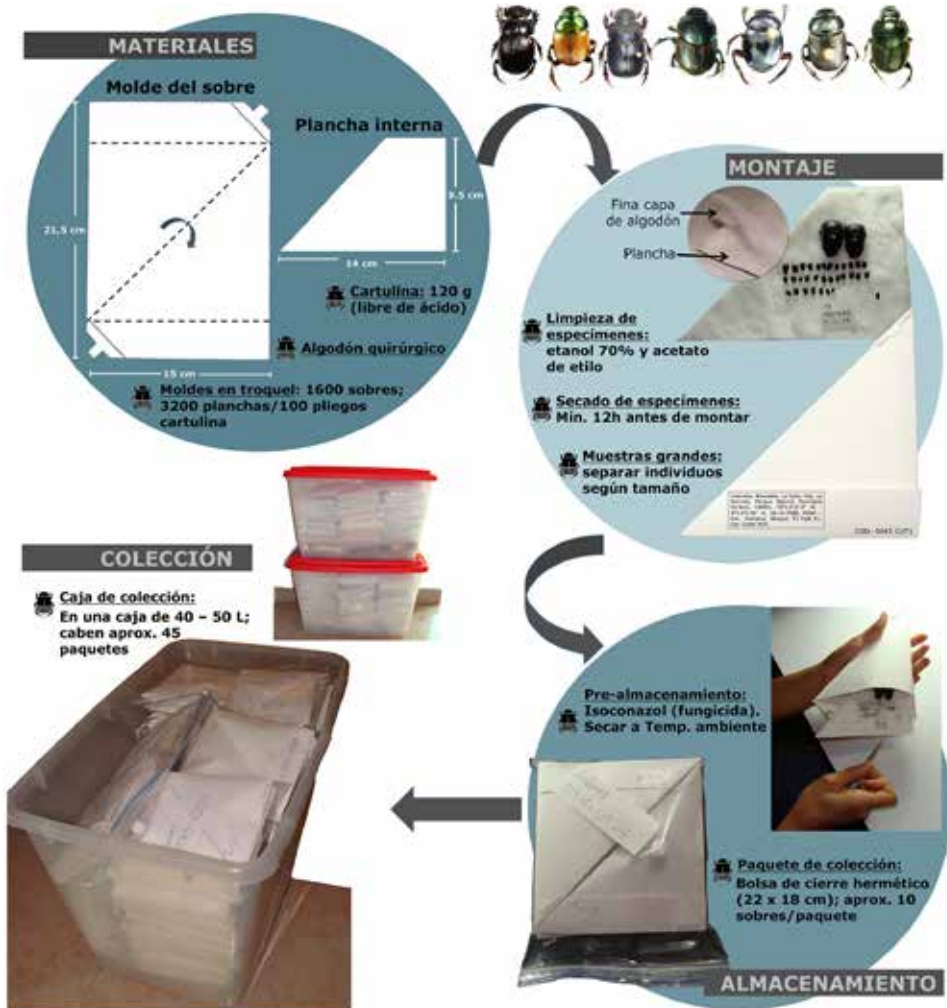 MATERIALES
Molde del sobre
Plancha interna
21.5 cm
9.5 cm
14 cm
15 cm
Cartulina: 120 g
(libre de ácido)
Algodón quirúrgico
Moldes en troquel: 1600 sobres;
3200 planchas/100 pliegos
cartulina
MONTAJE
Fina capa
de algodón
Plancha
Limpieza de
especímenes:
etanol 70% y acetato
de etilo
Secado de especímenes:
Min. 12h antes de montar
Muestras grandes:
separar individuos
según tamaño
COLECCIÓN
Caja de colección:
En una caja de 40 – 50 L;
caben aprox. 45
paquetes
Pre-almacenamiento:
Isoconazol (fungicida).
Secar a Temp. ambiente
Paquete de colección:
Bolsa de cierre hermético
(22 x 18 cm); aprox. 10
sobres/paquete
ALMACENAMIENTO